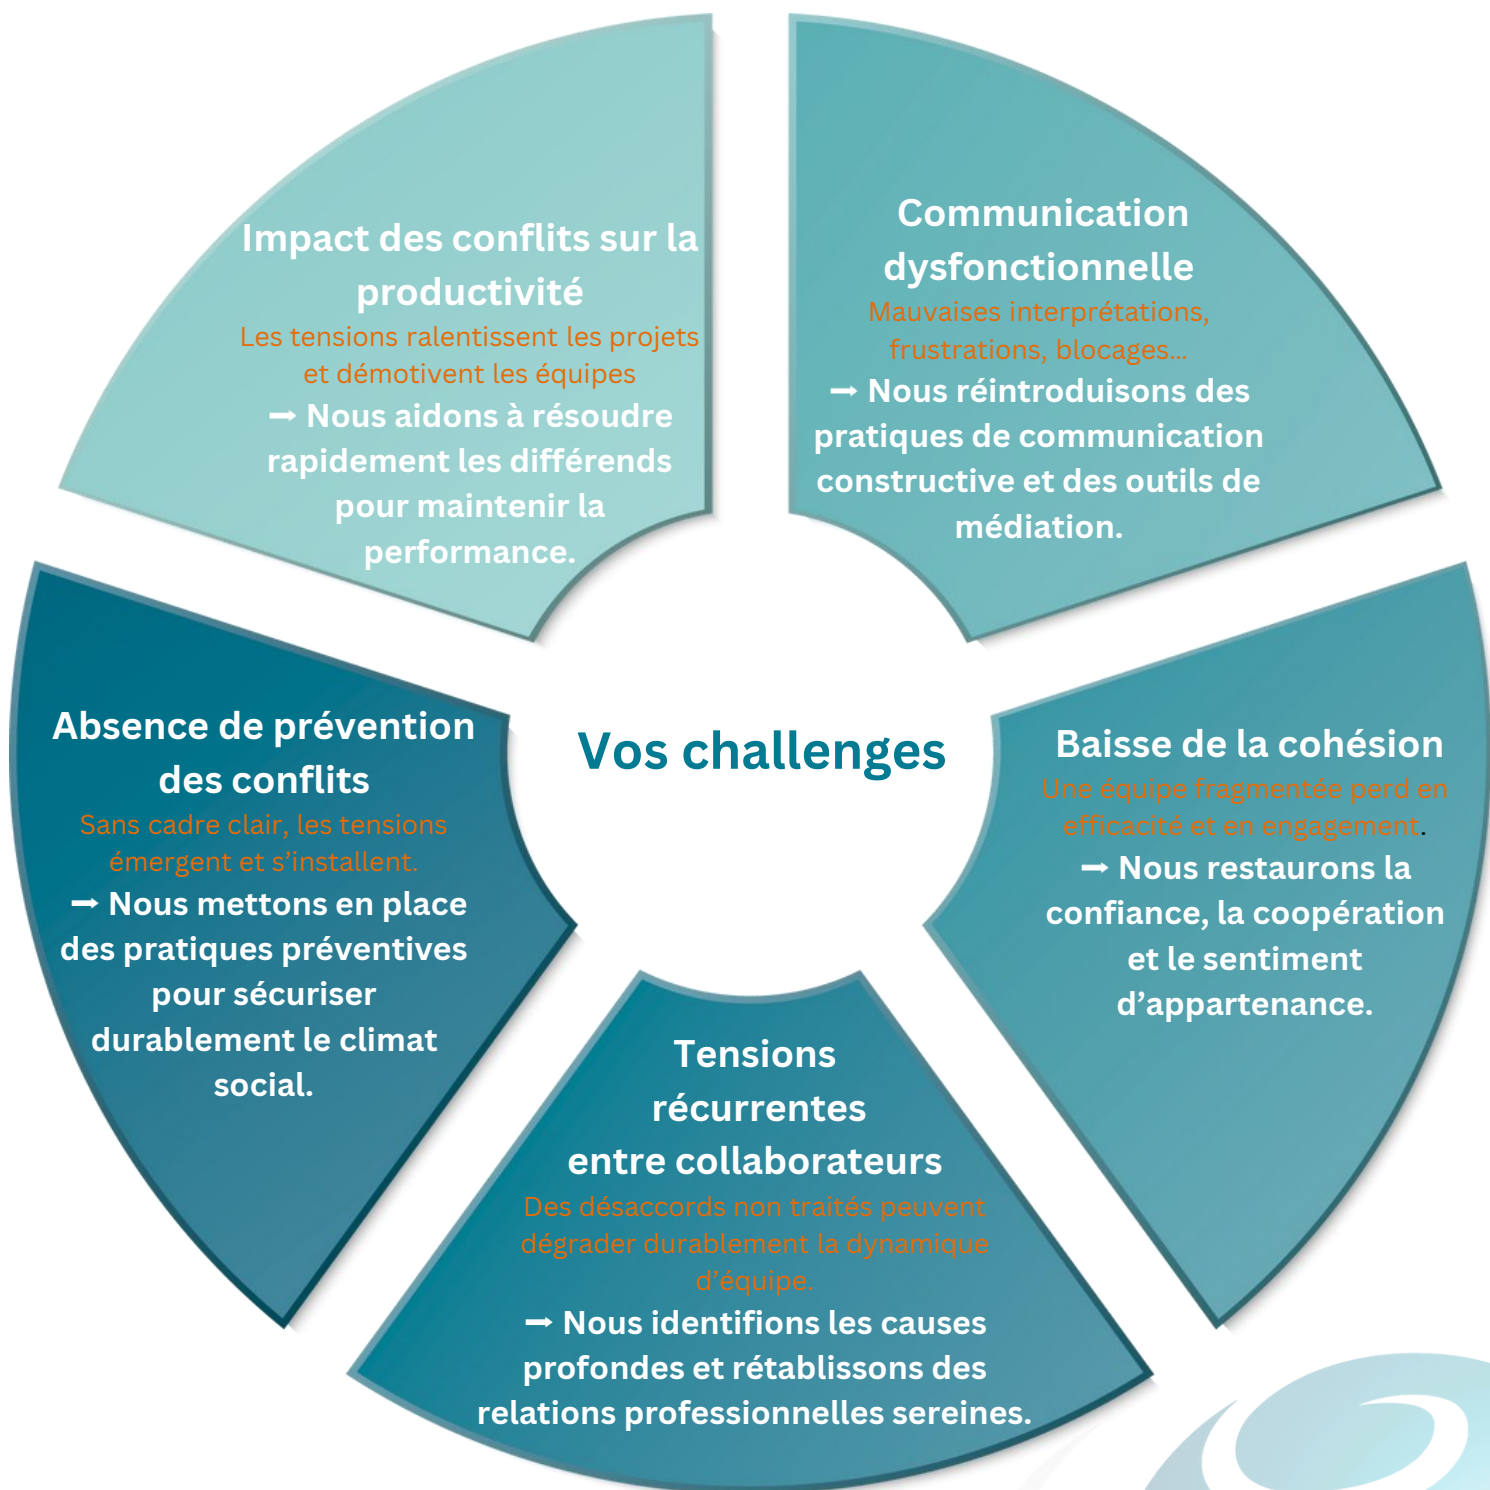 Impact des conflits sur la
productivité
Les tensions ralentissent les projets
et démotivent les équipes
→ Nous aidons à résoudre
rapidement les différends
pour maintenir la
performance.
Communication
dysfonctionnelle
Mauvaises interprétations,
frustrations, blocages...
→ Nous réintroduisons des
pratiques de communication
constructive et des outils de
médiation.
Absence de prévention
des conflits
Sans cadre clair, les tensions
émergent et s’installent.
→ Nous mettons en place
des pratiques préventives
pour sécuriser
durablement le climat
social.
Vos challenges
Baisse de la cohésion
Une équipe fragmentée perd en
efficacité et en engagement.
→ Nous restaurons la
confiance, la coopération
et le sentiment
d’appartenance.
Tensions
récurrentes
entre collaborateurs
Des désaccords non traités peuvent
dégrader durablement la dynamique
d’équipe.
→ Nous identifions les causes
profondes et rétablissons des
relations professionnelles sereines.